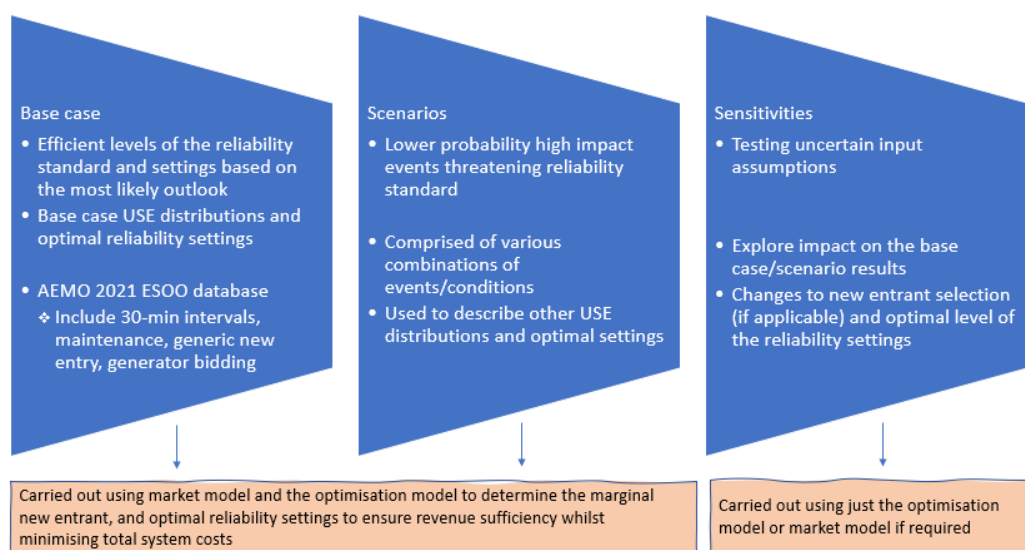 Base case
• Efficient levels of the reliability
standard and settings based on
the most likely outlook
• Base case USE distributions and
optimal reliability settings
• AEMO 2021 ESOO database
❖ Include 30-min intervals,
maintenance, generic new
entry, generator bidding
Scenarios
• Lower probability high impact
events threatening reliability
standard
• Comprised of various
combinations of
events/conditions
• Used to describe other USE
distributions and optimal settings
Sensitivities
• Testing uncertain input
assumptions
• Explore impact on the base
case/scenario results
• Changes to new entrant selection
(if applicable) and optimal level of
the reliability settings
Carried out using market model and the optimisation model to determine the marginal
new entrant, and optimal reliability settings to ensure revenue sufficiency whilst
minimising total system costs
Carried out using just the optimisation
model or market model if required